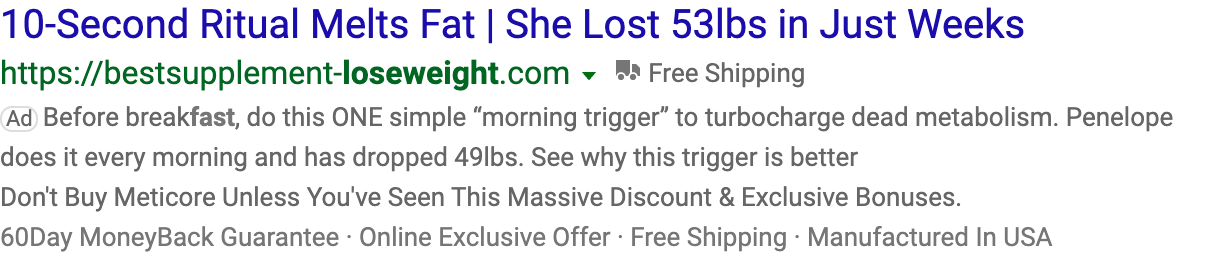 10-Second Ritual Melts Fat | She Lost 53lbs in Just Weeks
https://bestsupplement-loseweight.com Free Shipping
Ad Before breakfast, do this ONE simple “morning trigger” to turbocharge dead metabolism. Penelope
does it every morning and has dropped 49lbs. See why this trigger is better
Don't Buy Meticore Unless You've Seen This Massive Discount & Exclusive Bonuses.
60Day MoneyBack Guarantee · Online Exclusive Offer · Free Shipping · Manufactured In USA